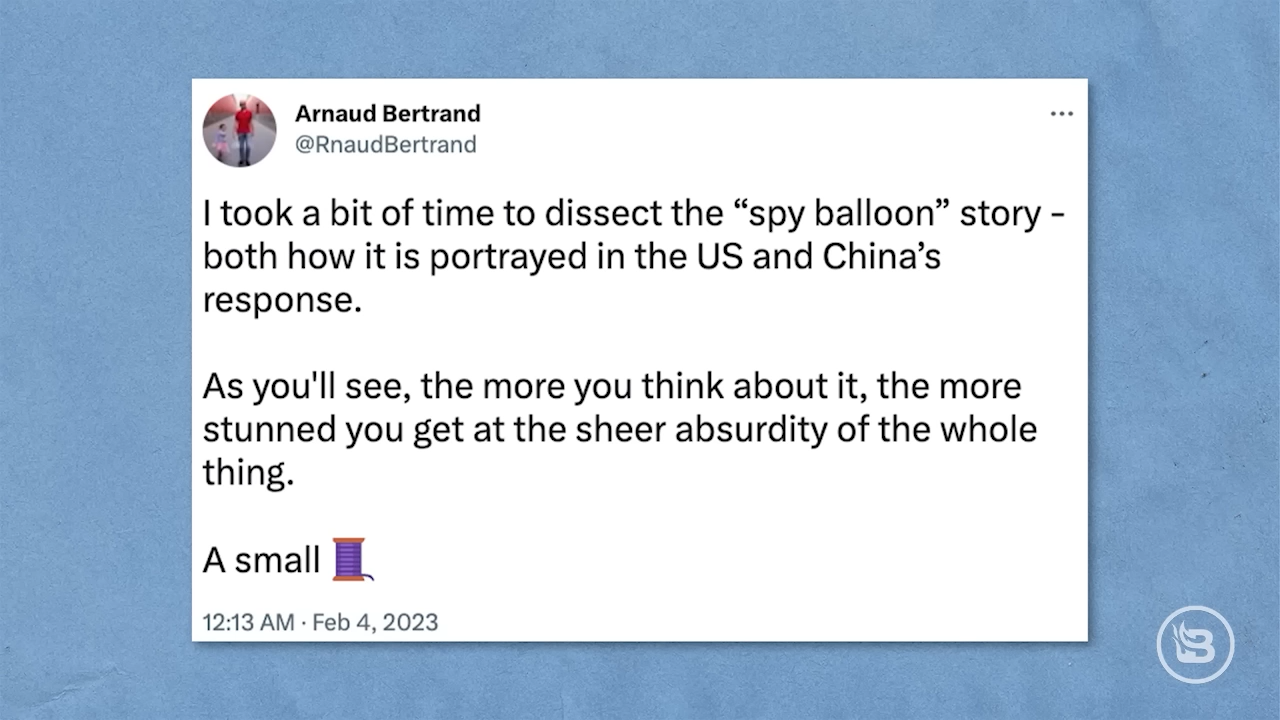 Arnaud Bertrand
@RnaudBertrand
I took a bit of time to dissect the “spy balloon” story -
both how it is portrayed in the US and China’s
response.
As you'll see, the more you think about it, the more
stunned you get at the sheer absurdity of the whole
thing.
A small 🧵
12:13 AM · Feb 4, 2023
B